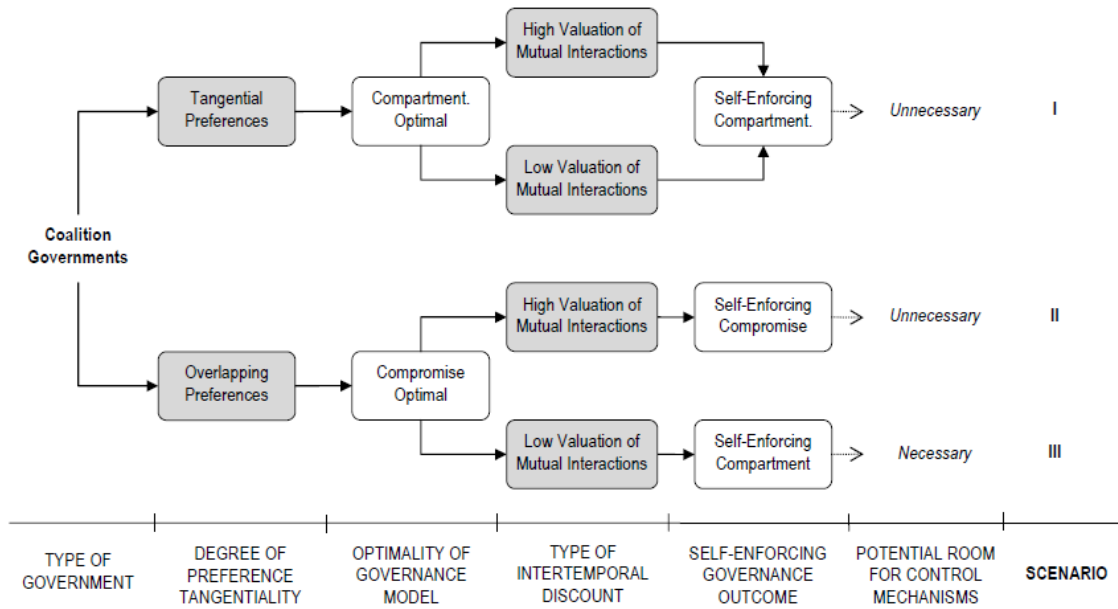 High Valuation of
Mutual Interactions
Tangential
Preferences
Compartment.
Optimal
Self-Enforcing
Compartment.
Unnecessary
I
Low Valuation of
Mutual Interactions
Coalition
Governments
High Valuation of
Mutual Interactions
Self-Enforcing
Compromise
Unnecessary
II
Overlapping
Preferences
Compromise
Optimal
Low Valuation of
Mutual Interactions
Self-Enforcing
Compartment
Necessary
III
TYPE OF
GOVERNMENT
DEGREE OF
PREFERENCE
TANGENTIALITY
OPTIMALITY OF
GOVERNANCE
MODEL
TYPE OF
INTERTEMPORAL
DISCOUNT
SELF-ENFORCING
GOVERNANCE
OUTCOME
POTENTIAL ROOM
FOR CONTROL
MECHANISMS
SCENARIO